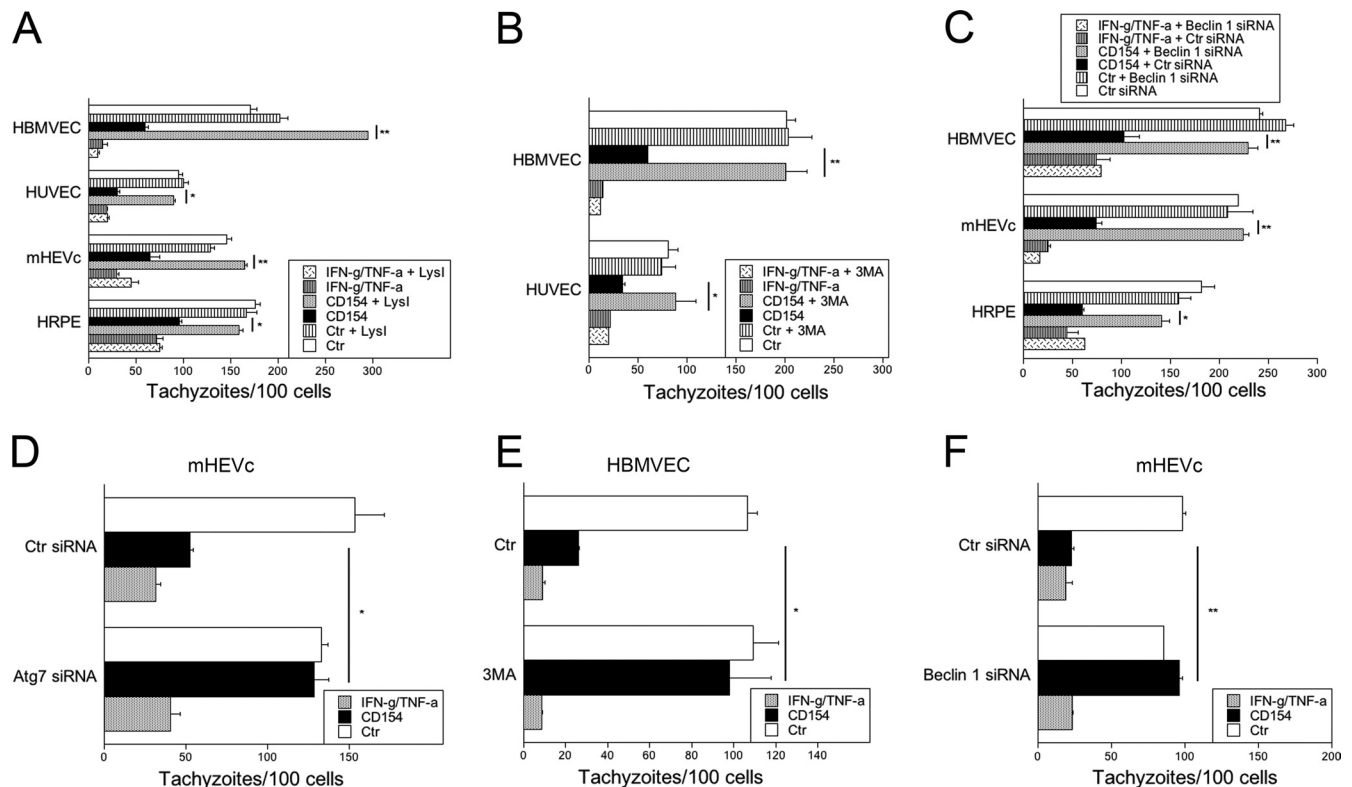 A
HBMVEC
**
HUVEC
*
mHEVc
**
HRPE
*
IFN-g/TNF-a + LysI
IFN-g/TNF-a
CD154 + LysI
CD154
Ctr + LysI
Ctr
0 50 100 150 200 250 300
Tachyzoites/100 cells
B
HBMVEC
**
HUVEC
*
IFN-g/TNF-a + 3MA
IFN-g/TNF-a
CD154 + 3MA
CD154
Ctr + 3MA
Ctr
0 50 100 150 200 250 300
Tachyzoites/100 cells
C
IFN-g/TNF-a + Beclin 1 siRNA
IFN-g/TNF-a + Ctr siRNA
CD154 + Beclin 1 siRNA
CD154 + Ctr siRNA
Ctr + Beclin 1 siRNA
Ctr siRNA
HBMVEC
**
mHEVc
**
HRPE
*
0 50 100 150 200 250 300
Tachyzoites/100 cells
D
mHEVc
Ctr siRNA
*
Atg7 siRNA
IFN-g/TNF-a
CD154
Ctr
0 50 100 150
Tachyzoites/100 cells
E
HBMVEC
Ctr
*
3MA
IFN-g/TNF-a
CD154
Ctr
0 20 40 60 80 100 120 140
Tachyzoites/100 cells
F
mHEVc
Ctr siRNA
**
Beclin 1 siRNA
IFN-g/TNF-a
CD154
Ctr
0 50 100 150 200
Tachyzoites/100 cells